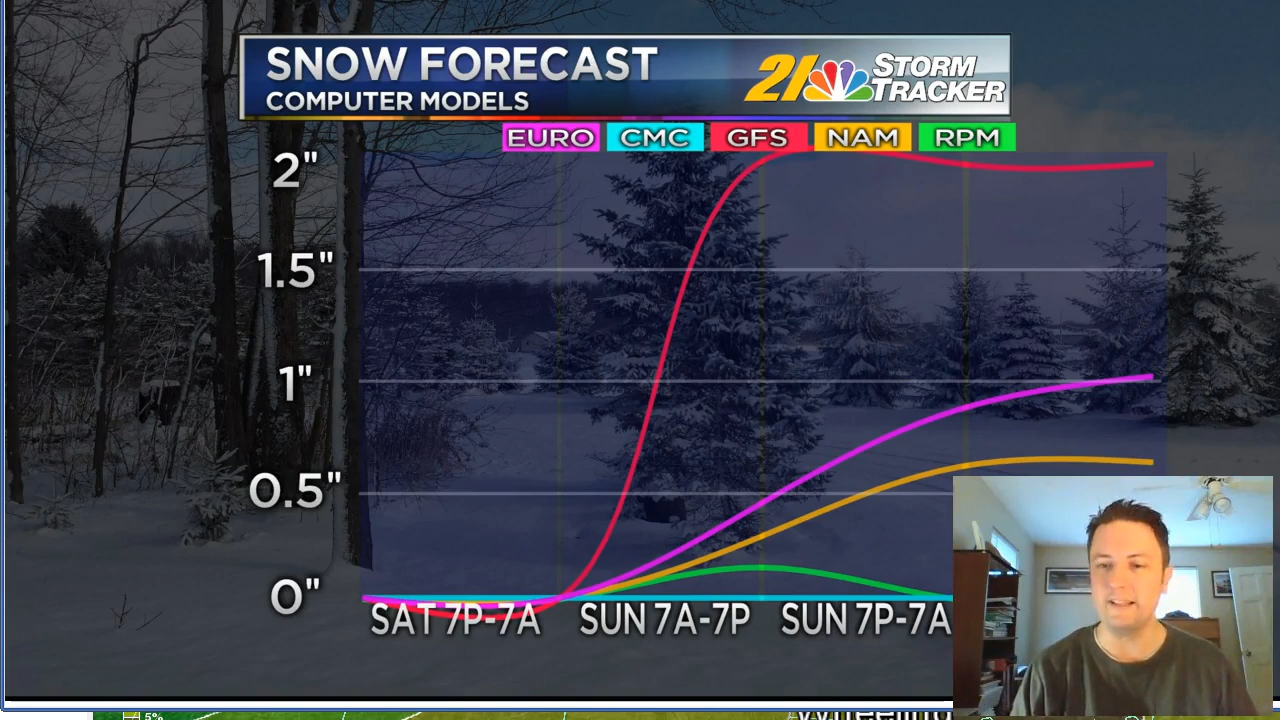 SNOW FORECAST
COMPUTER MODELS
21 STORM TRACKER
EURO CMC GFS NAM RPM
2"
1.5"
1"
0.5"
0"
SAT 7P-7A SUN 7A-7P SUN 7P-7A
5%